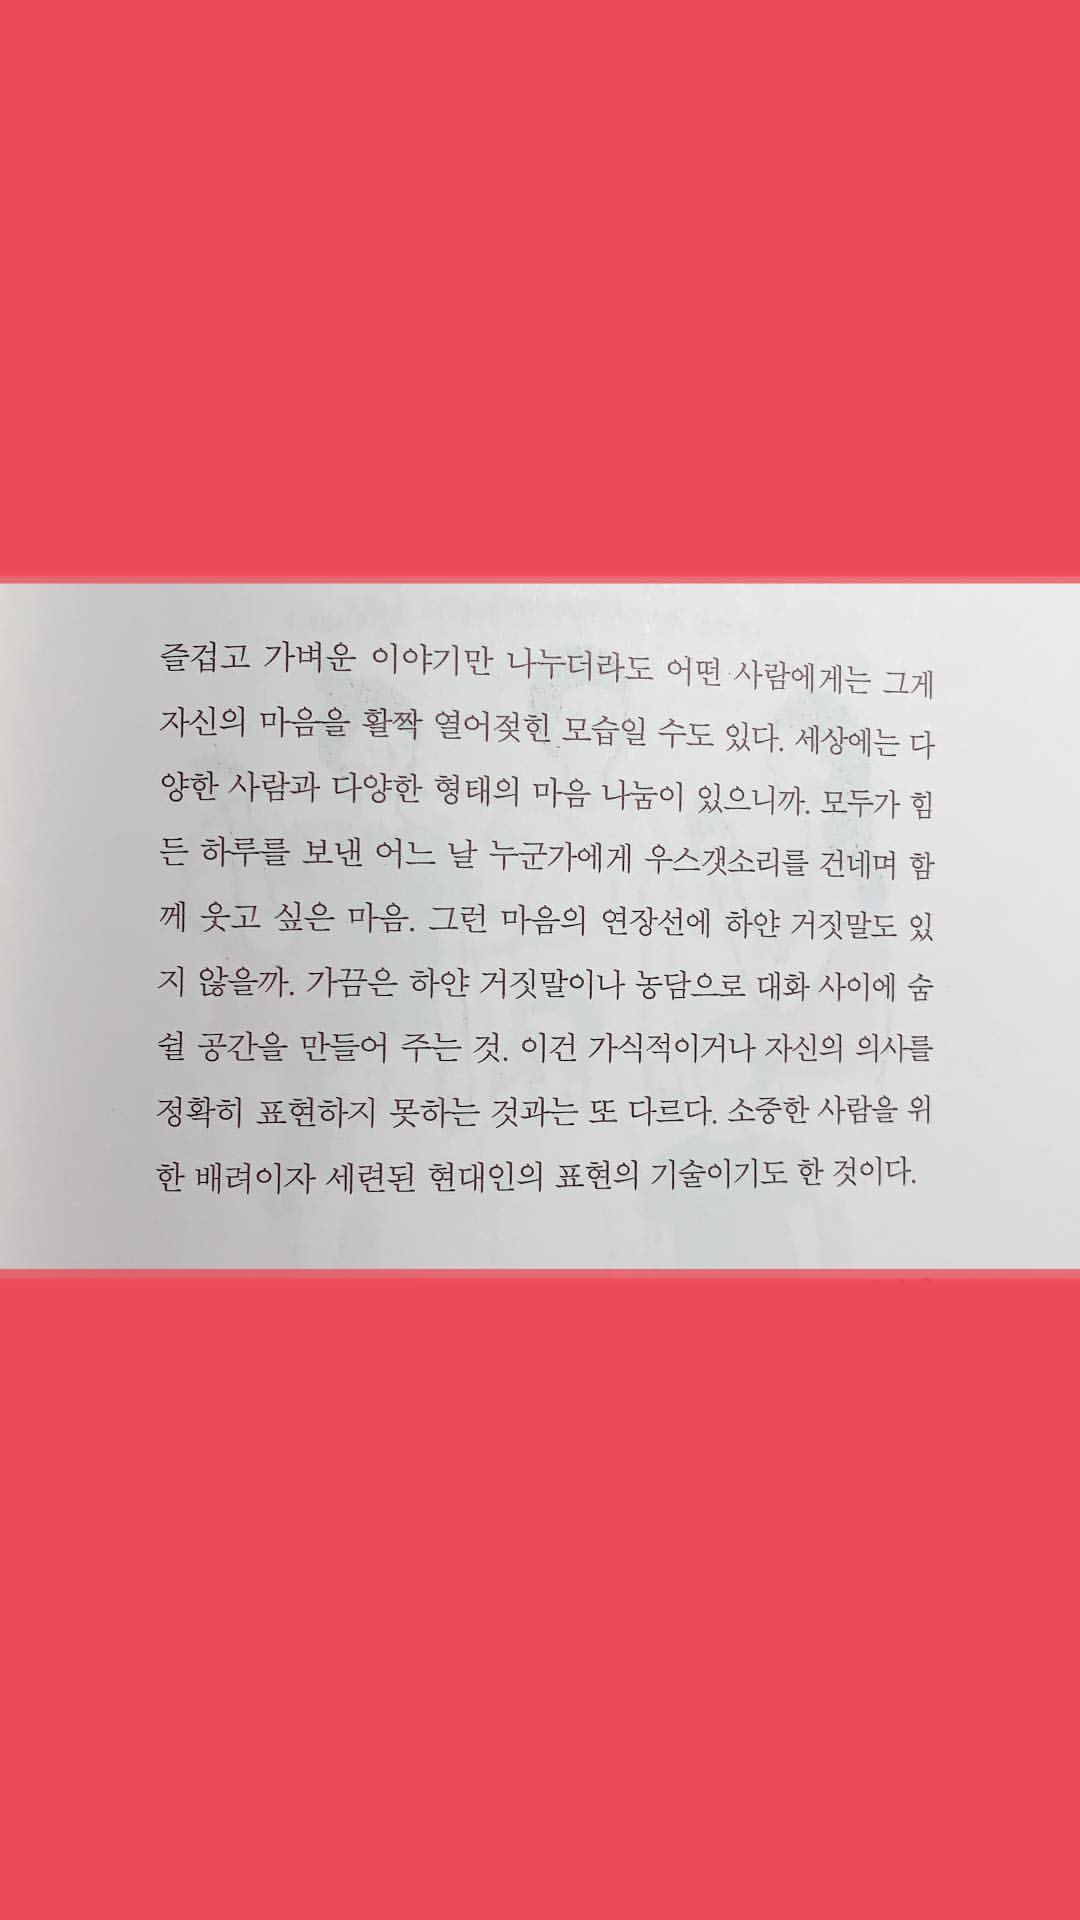 즐겁고 가벼운 이야기만 나누더라도 어떤 사람에게는 그게
자신의 마음을 활짝 열어젖힌 모습일 수도 있다. 세상에는 다
양한 사람과 다양한 형태의 마음 나눔이 있으니까. 모두가 힘
든 하루를 보낸 어느 날 누군가에게 우스갯소리를 건네며 함
께 웃고 싶은 마음. 그런 마음의 연장선에 하얀 거짓말도 있
지 않을까. 가끔은 하얀 거짓말이나 농담으로 대화 사이에 숨
쉴 공간을 만들어 주는 것. 이건 가식적이거나 자신의 의사를
정확히 표현하지 못하는 것과는 또 다르다. 소중한 사람을 위
한 배려이자 세련된 현대인의 표현의 기술이기도 한 것이다.